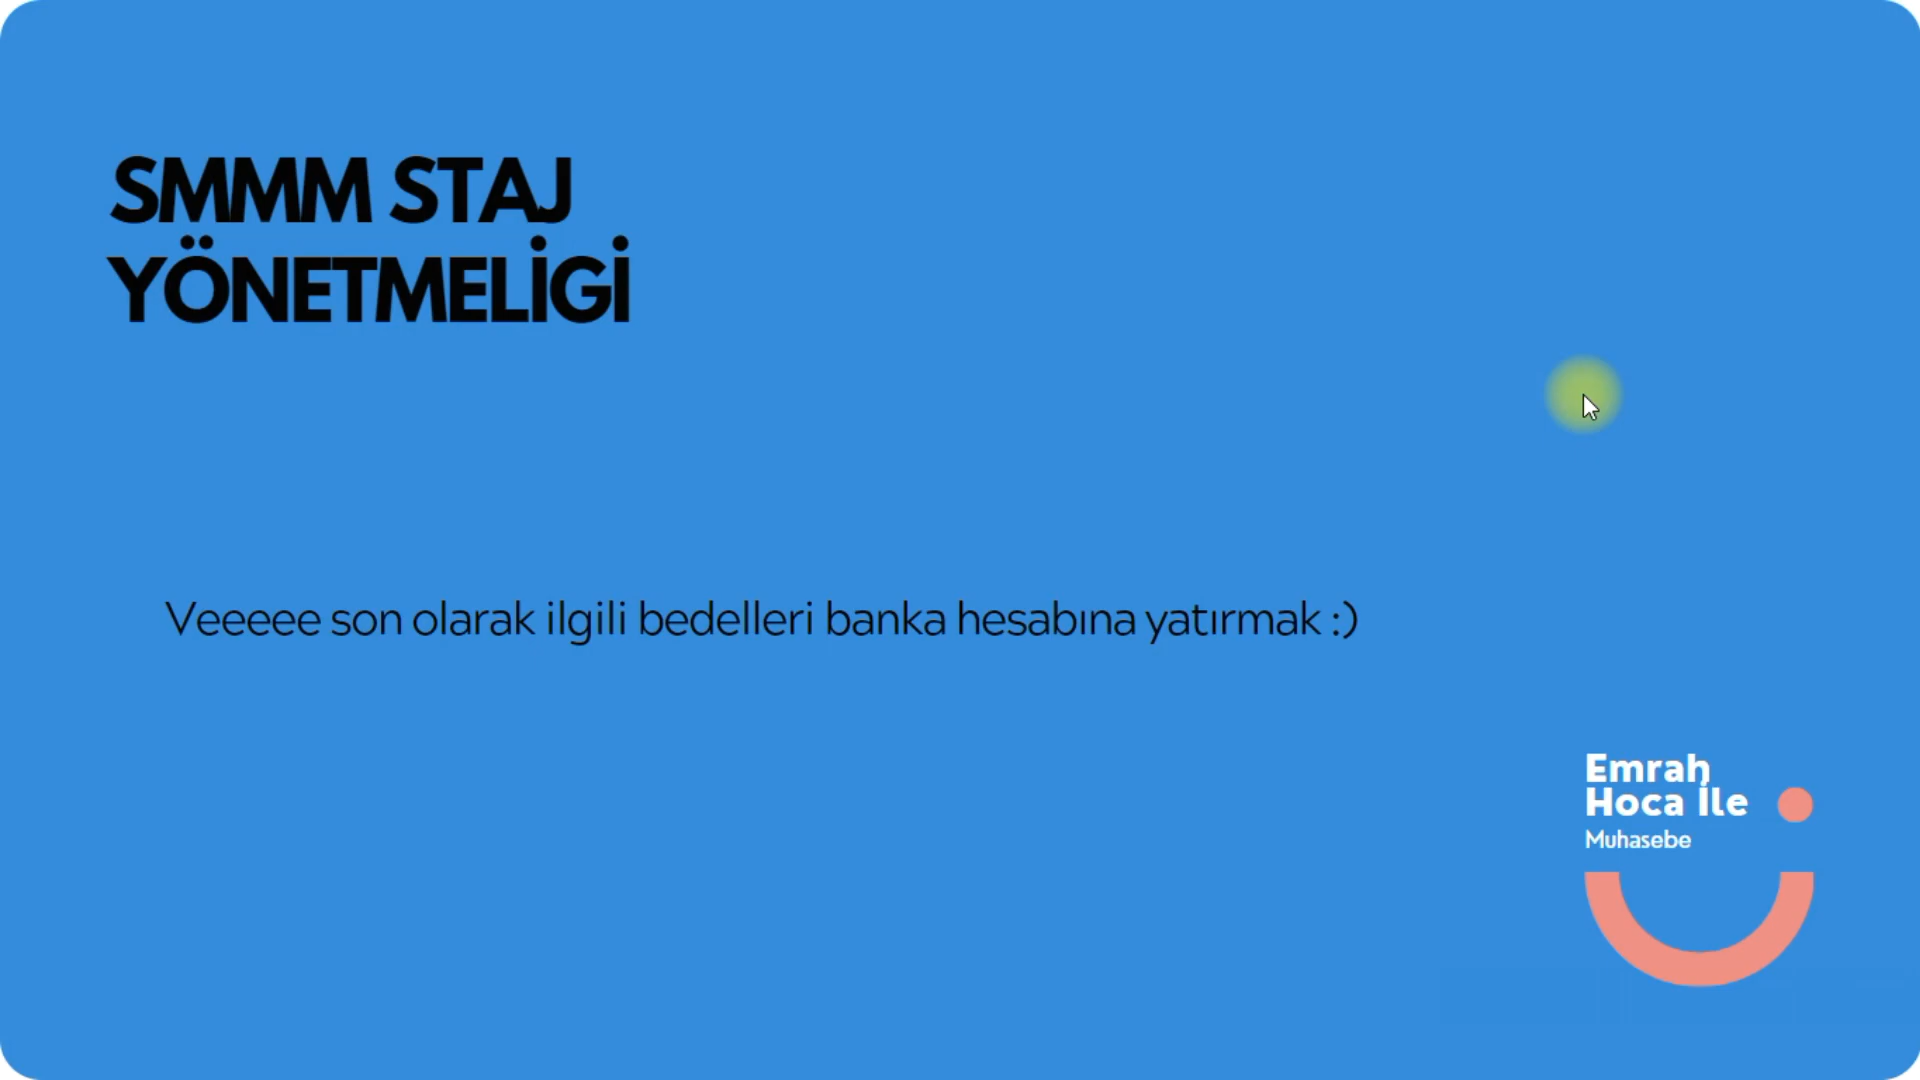 SMMM STAJ
YÖNETMELİGİ
Veeeee son olarak ilgili bedelleri banka hesabına yatırmak :)
Emrah
Hoca İle
Muhasebe